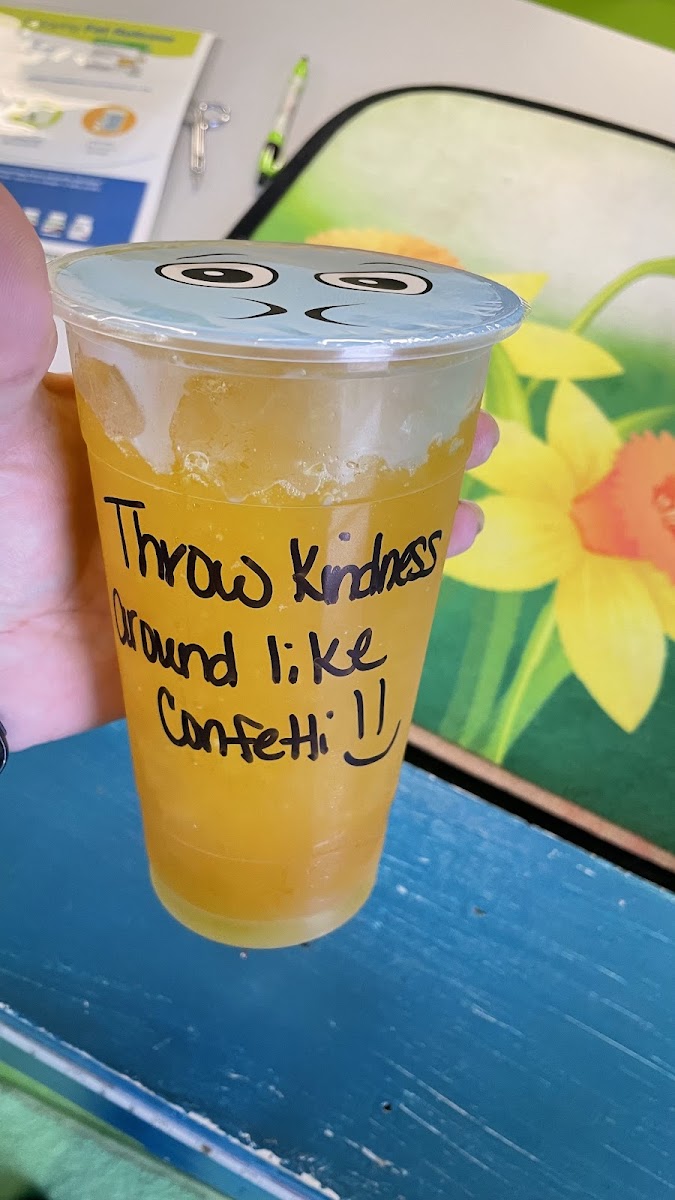 Throw Kindness
around like
Confetti!!